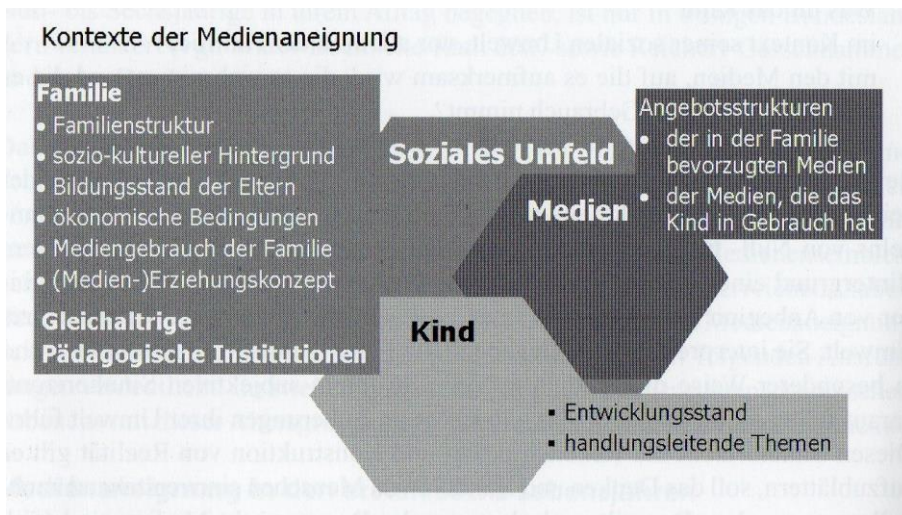 Kontexte der Medienaneignung
Familie
• Familienstruktur
• sozio-kultureller Hintergrund
• Bildungsstand der Eltern
• ökonomische Bedingungen
• Mediengebrauch der Familie
• (Medien-)Erziehungskonzept
Gleichaltrige
Pädagogische Institutionen
Soziales Umfeld
Medien
Angebotsstrukturen
• der in der Familie
bevorzugten Medien
• der Medien, die das
Kind in Gebrauch hat
Kind
▪ Entwicklungsstand
▪ handlungsleitende Themen